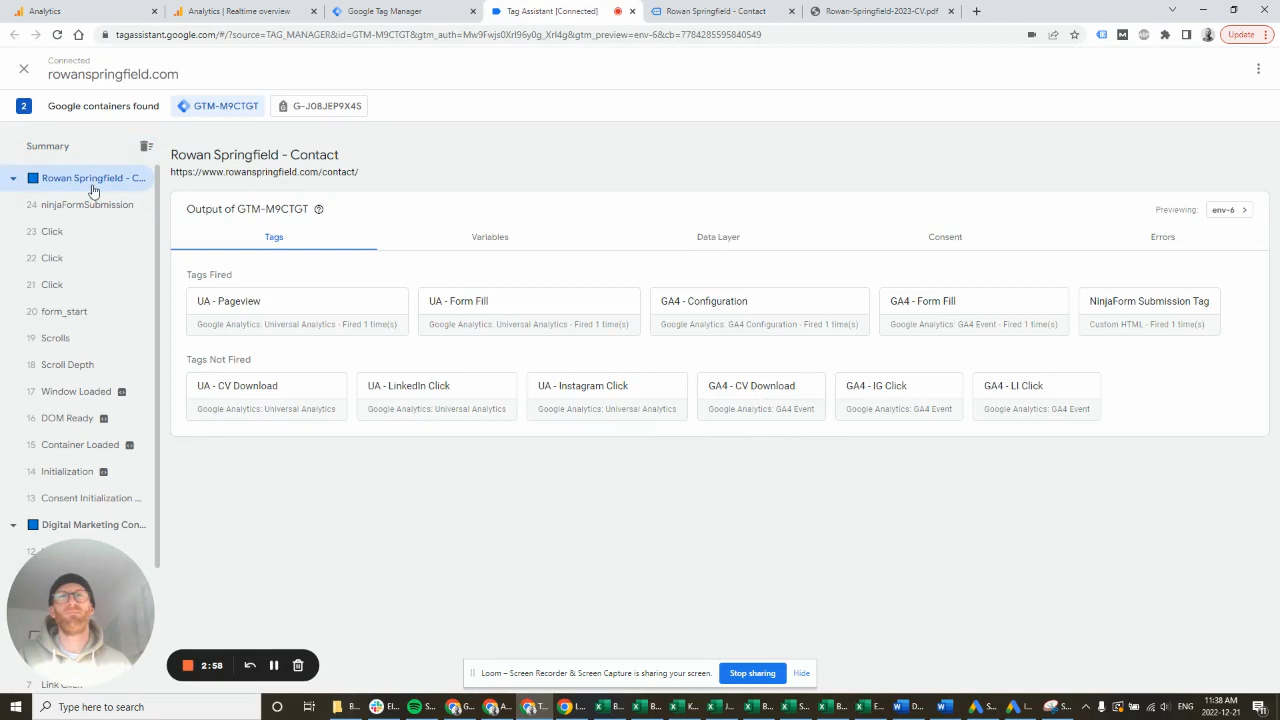 Analytics
Analytics | Realtime overview
Google Tag Manager
Tag Assistant [Connected]
Rowan Springfield - Contact
Rowan-Springfield-2023-CV.pdf
tagassistant.google.com/#/?source=TAG_MANAGER&id=GTM-M9CTGT&gtm_auth=Mw9Fwjs0XrI96y0g_XrI4g&gtm_preview=env-6&cb=7784285595840549
Update
Connected
rowanspringfield.com
2
Google containers found
GTM-M9CTGT
G-J08JEP9X4S
Summary
Rowan Springfield - C...
24 ninjaFormSubmission
23 Click
22 Click
21 Click
20 form_start
19 Scrolls
18 Scroll Depth
17 Window Loaded
16 DOM Ready
15 Container Loaded
14 Initialization
13 Consent Initialization ...
Digital Marketing Con...
12
7 Link Click
Rowan Springfield - Contact
https://www.rowanspringfield.com/contact/
Output of GTM-M9CTGT
Previewing:
env-6
Tags
Variables
Data Layer
Consent
Errors
Tags Fired
UA - Pageview
Google Analytics: Universal Analytics - Fired 1 time(s)
UA - Form Fill
Google Analytics: Universal Analytics - Fired 1 time(s)
GA4 - Configuration
Google Analytics: GA4 Configuration - Fired 1 time(s)
GA4 - Form Fill
Google Analytics: GA4 Event - Fired 1 time(s)
NinjaForm Submission Tag
Custom HTML - Fired 1 time(s)
Tags Not Fired
UA - CV Download
Google Analytics: Universal Analytics
UA - LinkedIn Click
Google Analytics: Universal Analytics
UA - Instagram Click
Google Analytics: Universal Analytics
GA4 - CV Download
Google Analytics: GA4 Event
GA4 - IG Click
Google Analytics: GA4 Event
GA4 - LI Click
Google Analytics: GA4 Event
2:58
Loom – Screen Recorder & Screen Capture is sharing your screen.
Stop sharing
Hide
Type here to search
ENG
11:38 AM
2022-12-21